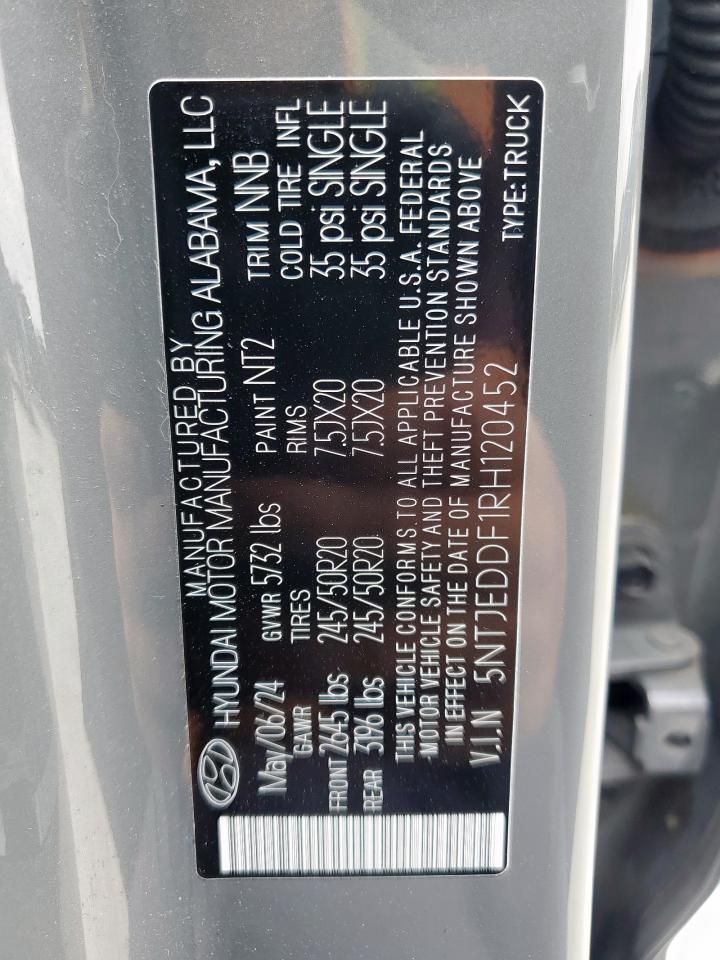 MANUFACTURED BY
HYUNDAI MOTOR MANUFACTURING ALABAMA, LLC
May/06/24 GVWR 5732 lbs PAINT NT2 TRIM NNB
GAWR TIRES RIMS COLD TIRE INFL
FRONT 2645 lbs 245/50R20 7.5JX20 35 psi SINGLE
REAR 3196 lbs 245/50R20 7.5JX20 35 psi SINGLE
THIS VEHICLE CONFORMS TO ALL APPLICABLE U.S.A. FEDERAL
MOTOR VEHICLE SAFETY AND THEFT PREVENTION STANDARDS
IN EFFECT ON THE DATE OF MANUFACTURE SHOWN ABOVE
V.I.N 5NTJEDDF1RH120452 TYPE:TRUCK